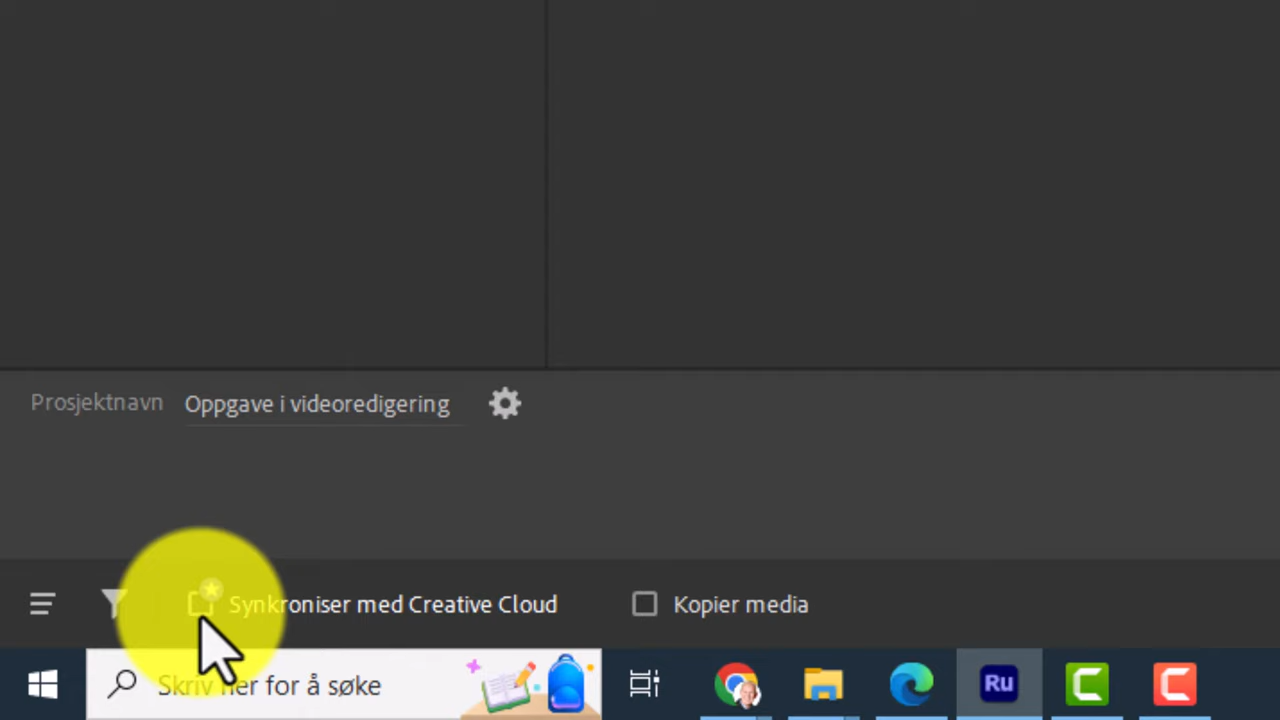 Prosjektnavn Oppgave i videoredigering
Synkroniser med Creative Cloud Kopier media
Skriv her for å søke
Ru